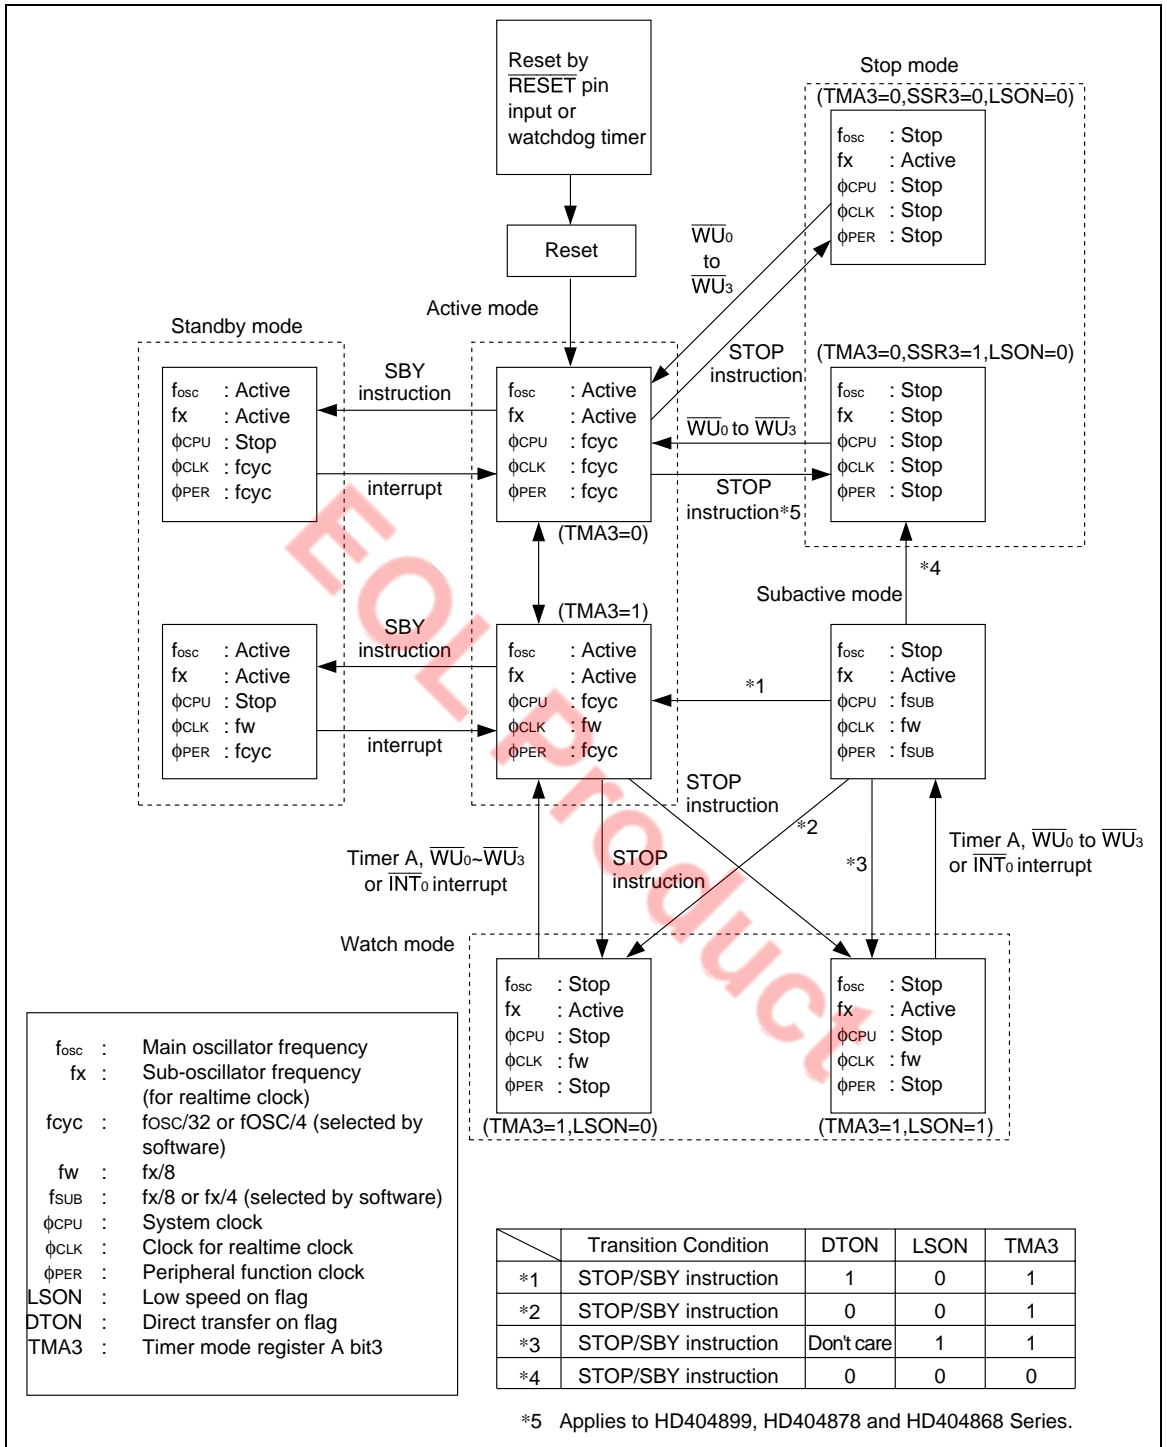 Reset by
RESET pin
input or
watchdog timer
Reset
Stop mode
(TMA3=0,SSR3=0,LSON=0)
fosc : Stop
fx : Active
ϕCPU : Stop
ϕCLK : Stop
ϕPER : Stop
WU0
to
WU3
STOP
instruction
Active mode
Standby mode
fosc : Active
fx : Active
ϕCPU : Stop
ϕCLK : fcyc
ϕPER : fcyc
SBY
instruction
interrupt
fosc : Active
fx : Active
ϕCPU : fcyc
ϕCLK : fcyc
ϕPER : fcyc
(TMA3=0)
WU0 to WU3
STOP
instruction*5
(TMA3=0,SSR3=1,LSON=0)
fosc : Stop
fx : Stop
ϕCPU : Stop
ϕCLK : Stop
ϕPER : Stop
*4
Subactive mode
(TMA3=1)
fosc : Active
fx : Active
ϕCPU : Stop
ϕCLK : fw
ϕPER : fcyc
SBY
instruction
interrupt
fosc : Active
fx : Active
ϕCPU : fcyc
ϕCLK : fw
ϕPER : fcyc
*1
fosc : Stop
fx : Active
ϕCPU : fSUB
ϕCLK : fw
ϕPER : fSUB
STOP
instruction
*2
Timer A, WU0~WU3
or INT0 interrupt
STOP
instruction
*3
Timer A, WU0 to WU3
or INT0 interrupt
Watch mode
fosc : Stop
fx : Active
ϕCPU : Stop
ϕCLK : fw
ϕPER : Stop
(TMA3=1,LSON=0)
fosc : Stop
fx : Active
ϕCPU : Stop
ϕCLK : fw
ϕPER : Stop
(TMA3=1,LSON=1)
EOL Product
fosc : Main oscillator frequency
fx : Sub-oscillator frequency
(for realtime clock)
fcyc : fosc/32 or fOSC/4 (selected by
software)
fw : fx/8
fSUB : fx/8 or fx/4 (selected by software)
ϕCPU : System clock
ϕCLK : Clock for realtime clock
ϕPER : Peripheral function clock
LSON : Low speed on flag
DTON : Direct transfer on flag
TMA3 : Timer mode register A bit3
Transition Condition DTON LSON TMA3
*1 STOP/SBY instruction 1 0 1
*2 STOP/SBY instruction 0 0 1
*3 STOP/SBY instruction Don't care 1 1
*4 STOP/SBY instruction 0 0 0
*5 Applies to HD404899, HD404878 and HD404868 Series.